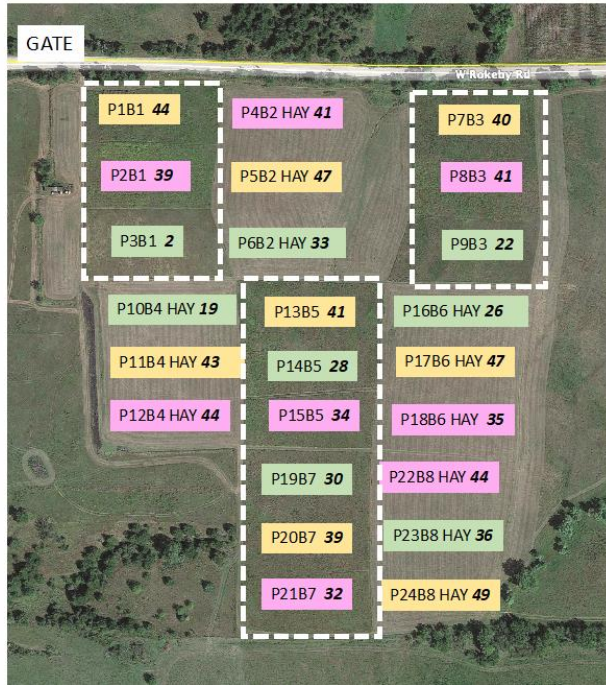 GATE
W Rokeby Rd
P1B1 44
P4B2 HAY 41
P7B3 40
P2B1 39
P5B2 HAY 47
P8B3 41
P3B1 2
P6B2 HAY 33
P9B3 22
P10B4 HAY 19
P13B5 41
P16B6 HAY 26
P11B4 HAY 43
P14B5 28
P17B6 HAY 47
P12B4 HAY 44
P15B5 34
P18B6 HAY 35
P19B7 30
P22B8 HAY 44
P20B7 39
P23B8 HAY 36
P21B7 32
P24B8 HAY 49